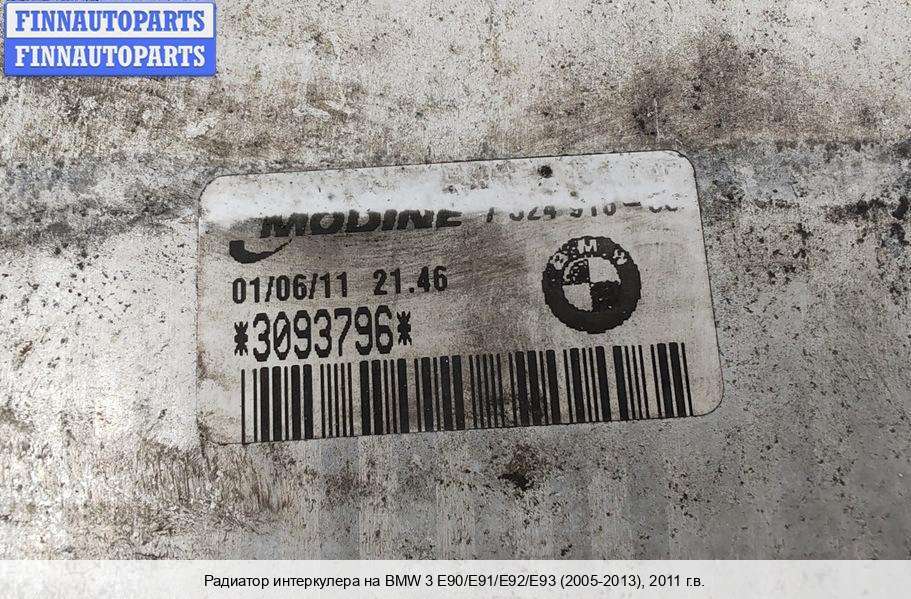 FINNAUTOPARTS
FINNAUTOPARTS
MODINE
01/06/11 21.46
BMW
*3093796*
Радиатор интеркулера на BMW 3 E90/E91/E92/E93 (2005-2013), 2011 г.в.